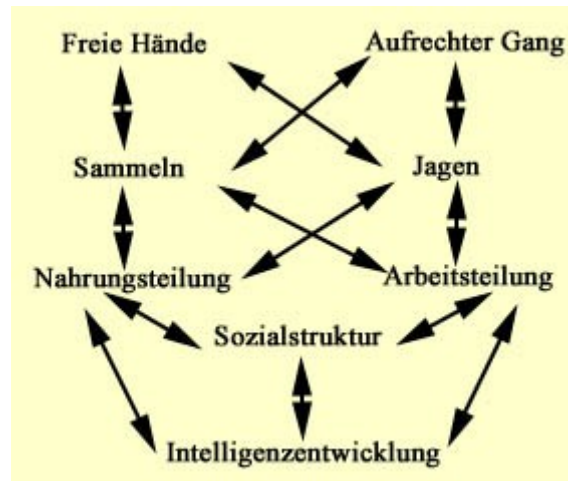 Freie Hände
Aufrechter Gang
Sammeln
Jagen
Nahrungsteilung
Arbeitsteilung
Sozialstruktur
Intelligenzentwicklung